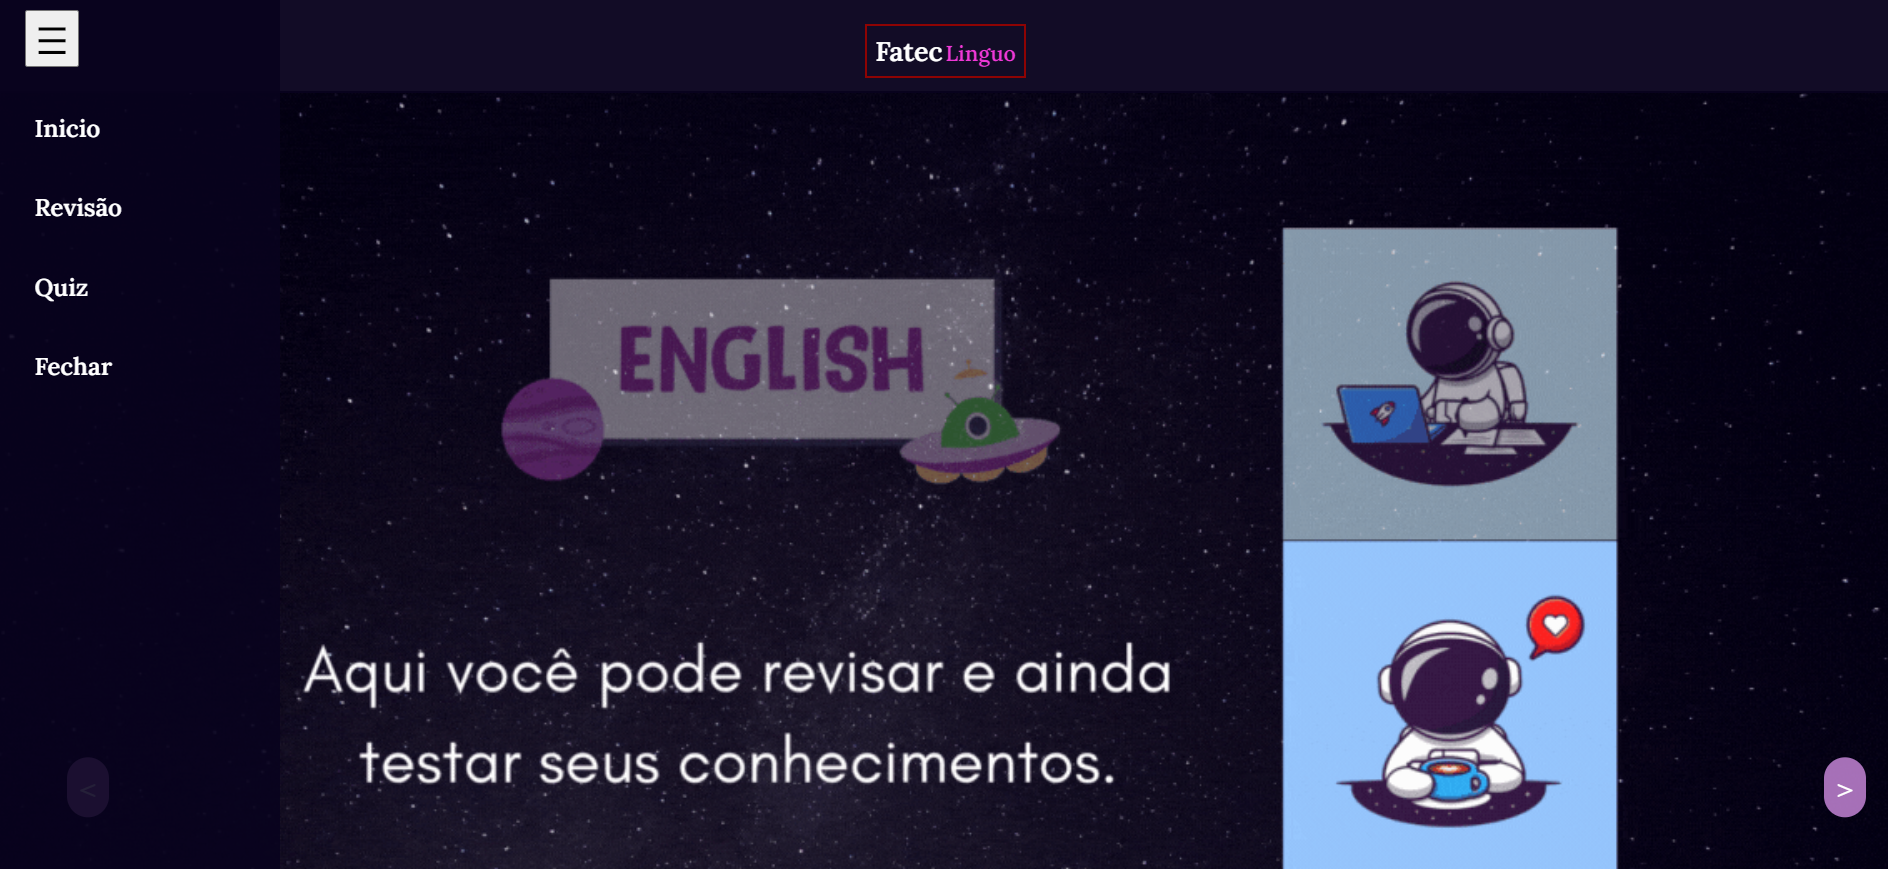 ☰
Fatec Linguo
Inicio
Revisão
Quiz
Fechar
ENGLISH
Aqui você pode revisar e ainda
testar seus conhecimentos.
<
>